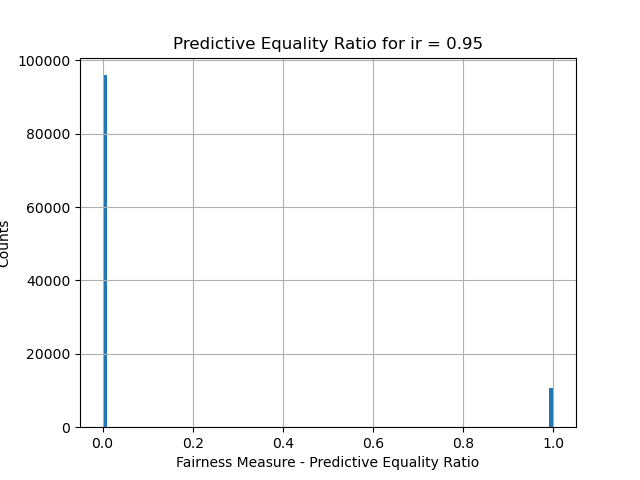 Predictive Equality Ratio for ir = 0.95
100000
80000
60000
40000
20000
0
Counts
0.0 0.2 0.4 0.6 0.8 1.0
Fairness Measure - Predictive Equality Ratio